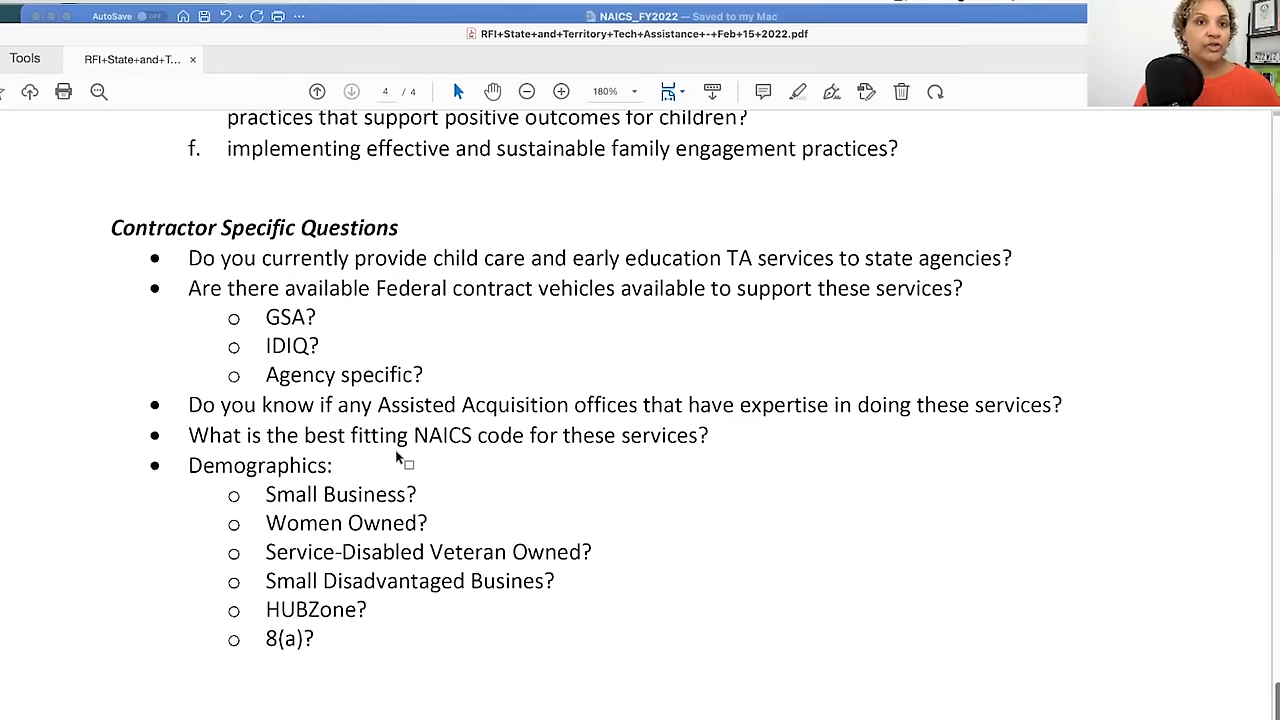 AutoSave OFF
NAICS_FY2022 — Saved to my Mac
RFI+State+and+Territory+Tech+Assistance+-+Feb+15+2022.pdf
Tools
RFI+State+and+T... ×
4 / 4
180%
practices that support positive outcomes for children?
f. implementing effective and sustainable family engagement practices?
Contractor Specific Questions
• Do you currently provide child care and early education TA services to state agencies?
• Are there available Federal contract vehicles available to support these services?
o GSA?
o IDIQ?
o Agency specific?
• Do you know if any Assisted Acquisition offices that have expertise in doing these services?
• What is the best fitting NAICS code for these services?
• Demographics:
o Small Business?
o Women Owned?
o Service-Disabled Veteran Owned?
o Small Disadvantaged Busines?
o HUBZone?
o 8(a)?